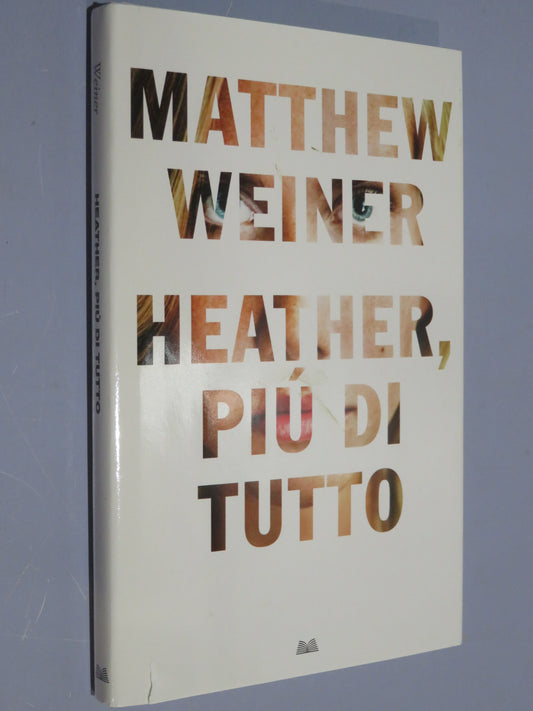 MATTHEW
WEINER
HEATHER,
PIÚ DI
TUTTO
Weiner
HEATHER, PIÚ DI TUTTO